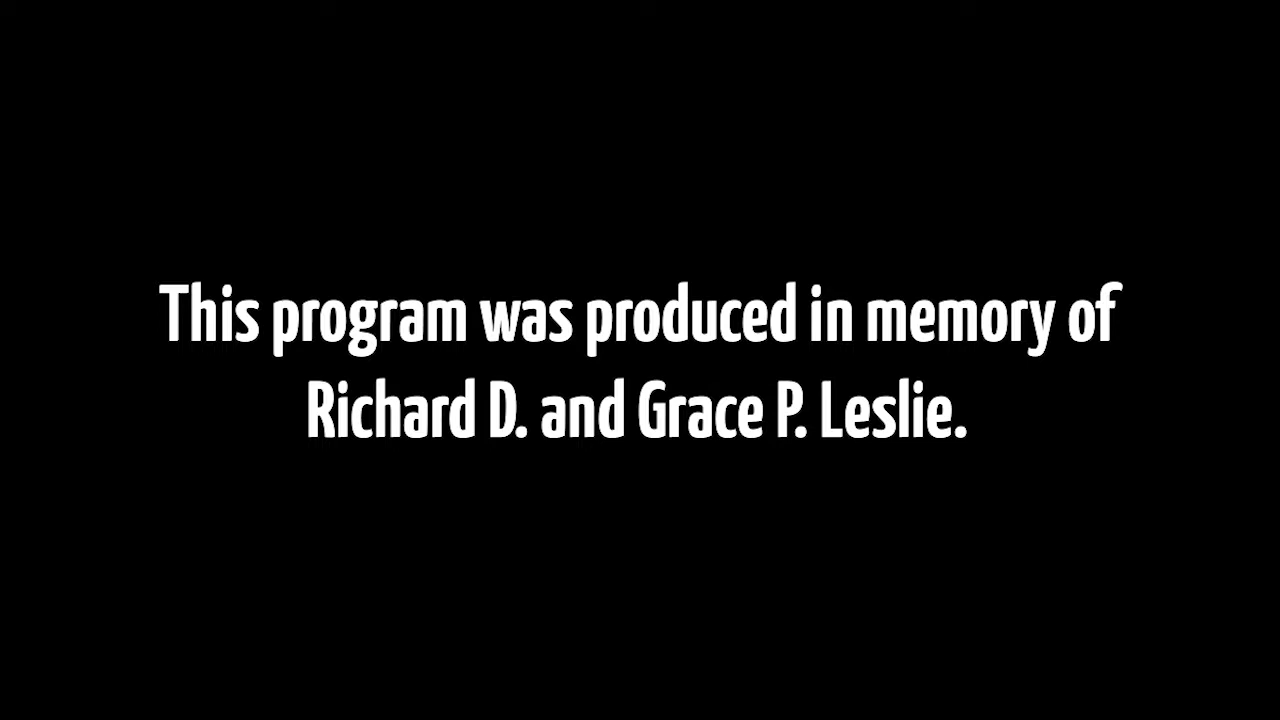 This program was produced in memory of
Richard D. and Grace P. Leslie.